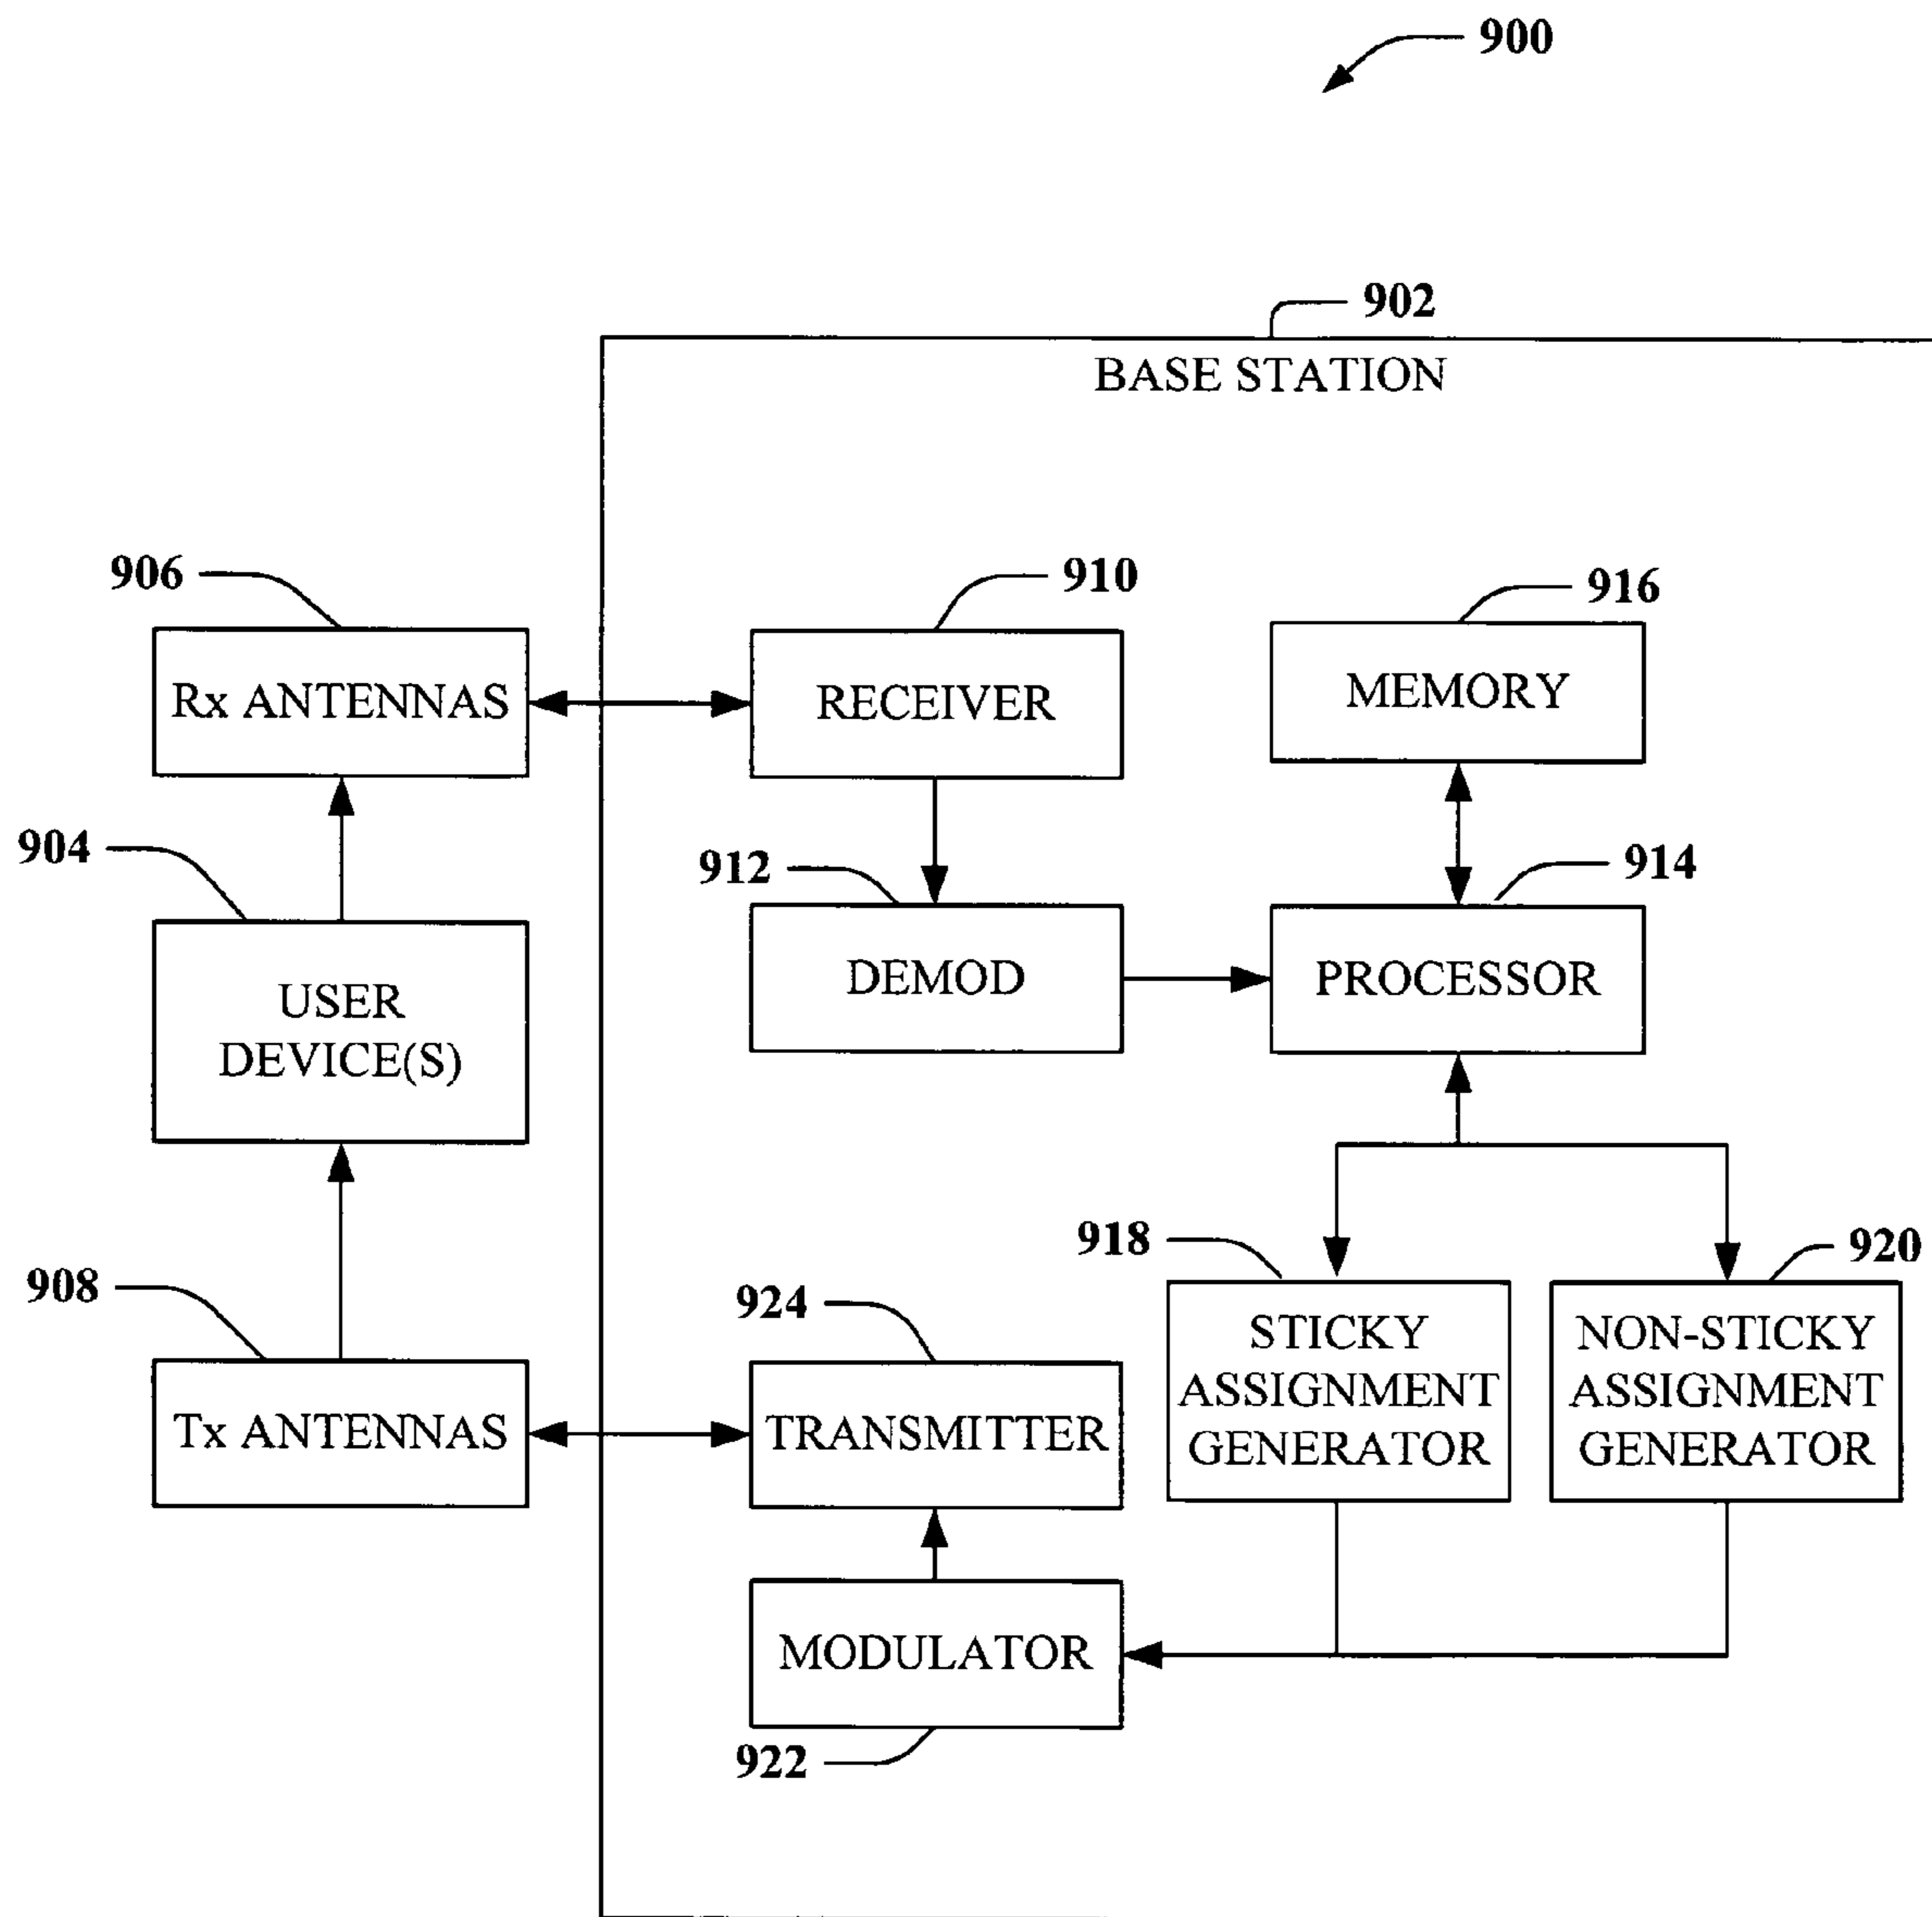 900
902
BASE STATION
906
910
916
Rx ANTENNAS
RECEIVER
MEMORY
904
912
914
USER
DEVICE(S)
DEMOD
PROCESSOR
908
924
918
920
Tx ANTENNAS
TRANSMITTER
STICKY
ASSIGNMENT
GENERATOR
NON-STICKY
ASSIGNMENT
GENERATOR
MODULATOR
922